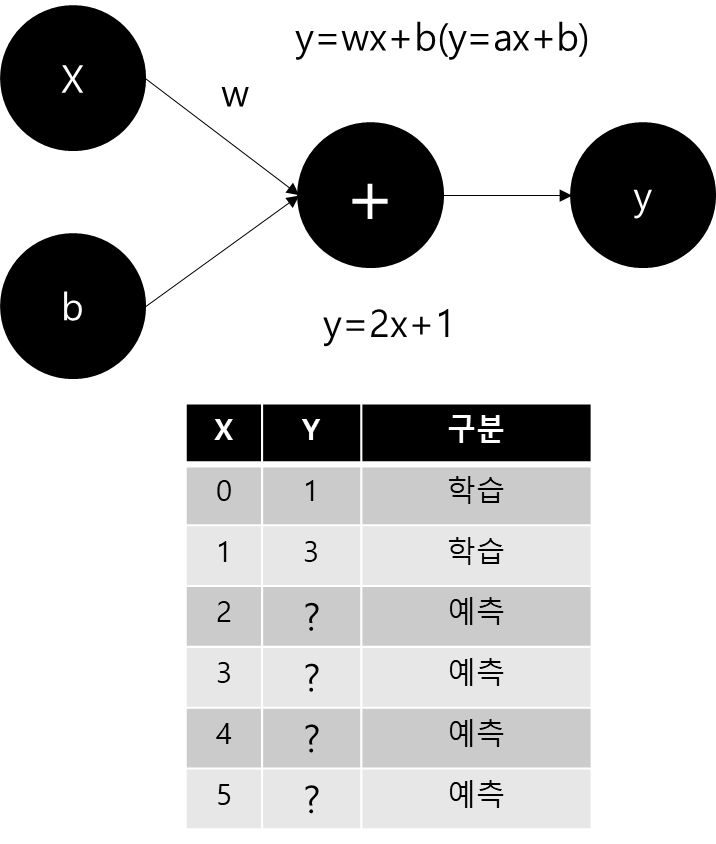 y=wx+b(y=ax+b)
X
w
+
y
b
y=2x+1
X Y 구분
0 1 학습
1 3 학습
2 ? 예측
3 ? 예측
4 ? 예측
5 ? 예측